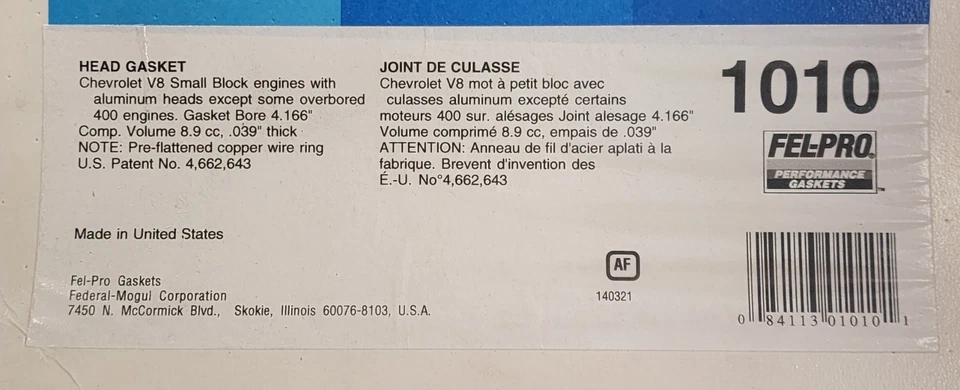 HEAD GASKET
Chevrolet V8 Small Block engines with
aluminum heads except some overbored
400 engines. Gasket Bore 4.166"
Comp. Volume 8.9 cc, .039" thick
NOTE: Pre-flattened copper wire ring
U.S. Patent No. 4,662,643
JOINT DE CULASSE
Chevrolet V8 mot à petit bloc avec
culasses aluminum excepté certains
moteurs 400 sur. alésages Joint alesage 4.166"
Volume comprimé 8.9 cc, empais de .039"
ATTENTION: Anneau de fil d'acier aplati à la
fabrique. Brevent d'invention des
É.-U. No°4,662,643
1010
FEL-PRO®
PERFORMANCE
GASKETS™
Made in United States
Fel-Pro Gaskets
Federal-Mogul Corporation
7450 N. McCormick Blvd., Skokie, Illinois 60076-8103, U.S.A.
AF
140321
0 84113 01010 1